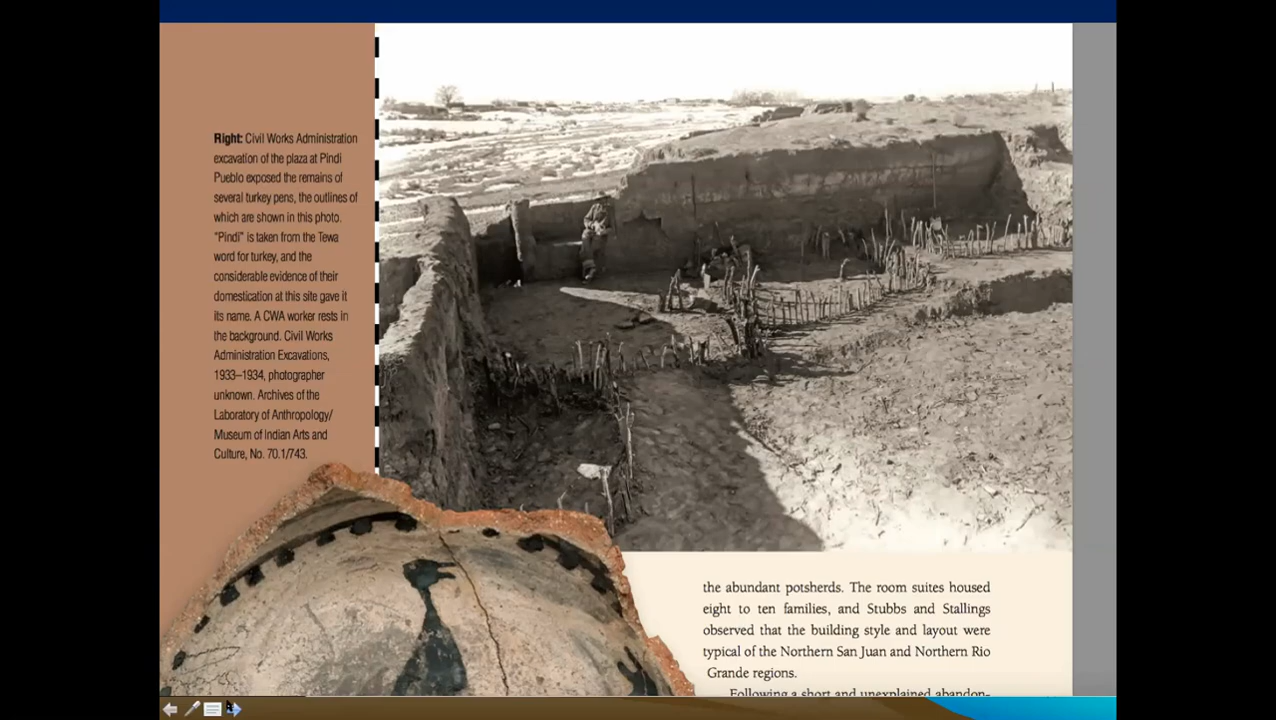 Right: Civil Works Administration
excavation of the plaza at Pindi
Pueblo exposed the remains of
several turkey pens, the outlines of
which are shown in this photo.
"Pindi" is taken from the Tewa
word for turkey, and the
considerable evidence of their
domestication at this site gave it
its name. A CWA worker rests in
the background. Civil Works
Administration Excavations,
1933–1934, photographer
unknown. Archives of the
Laboratory of Anthropology/
Museum of Indian Arts and
Culture, No. 70.1/743.
the abundant potsherds. The room suites housed
eight to ten families, and Stubbs and Stallings
observed that the building style and layout were
typical of the Northern San Juan and Northern Rio
Grande regions.
Following a short and unexplained abandon-